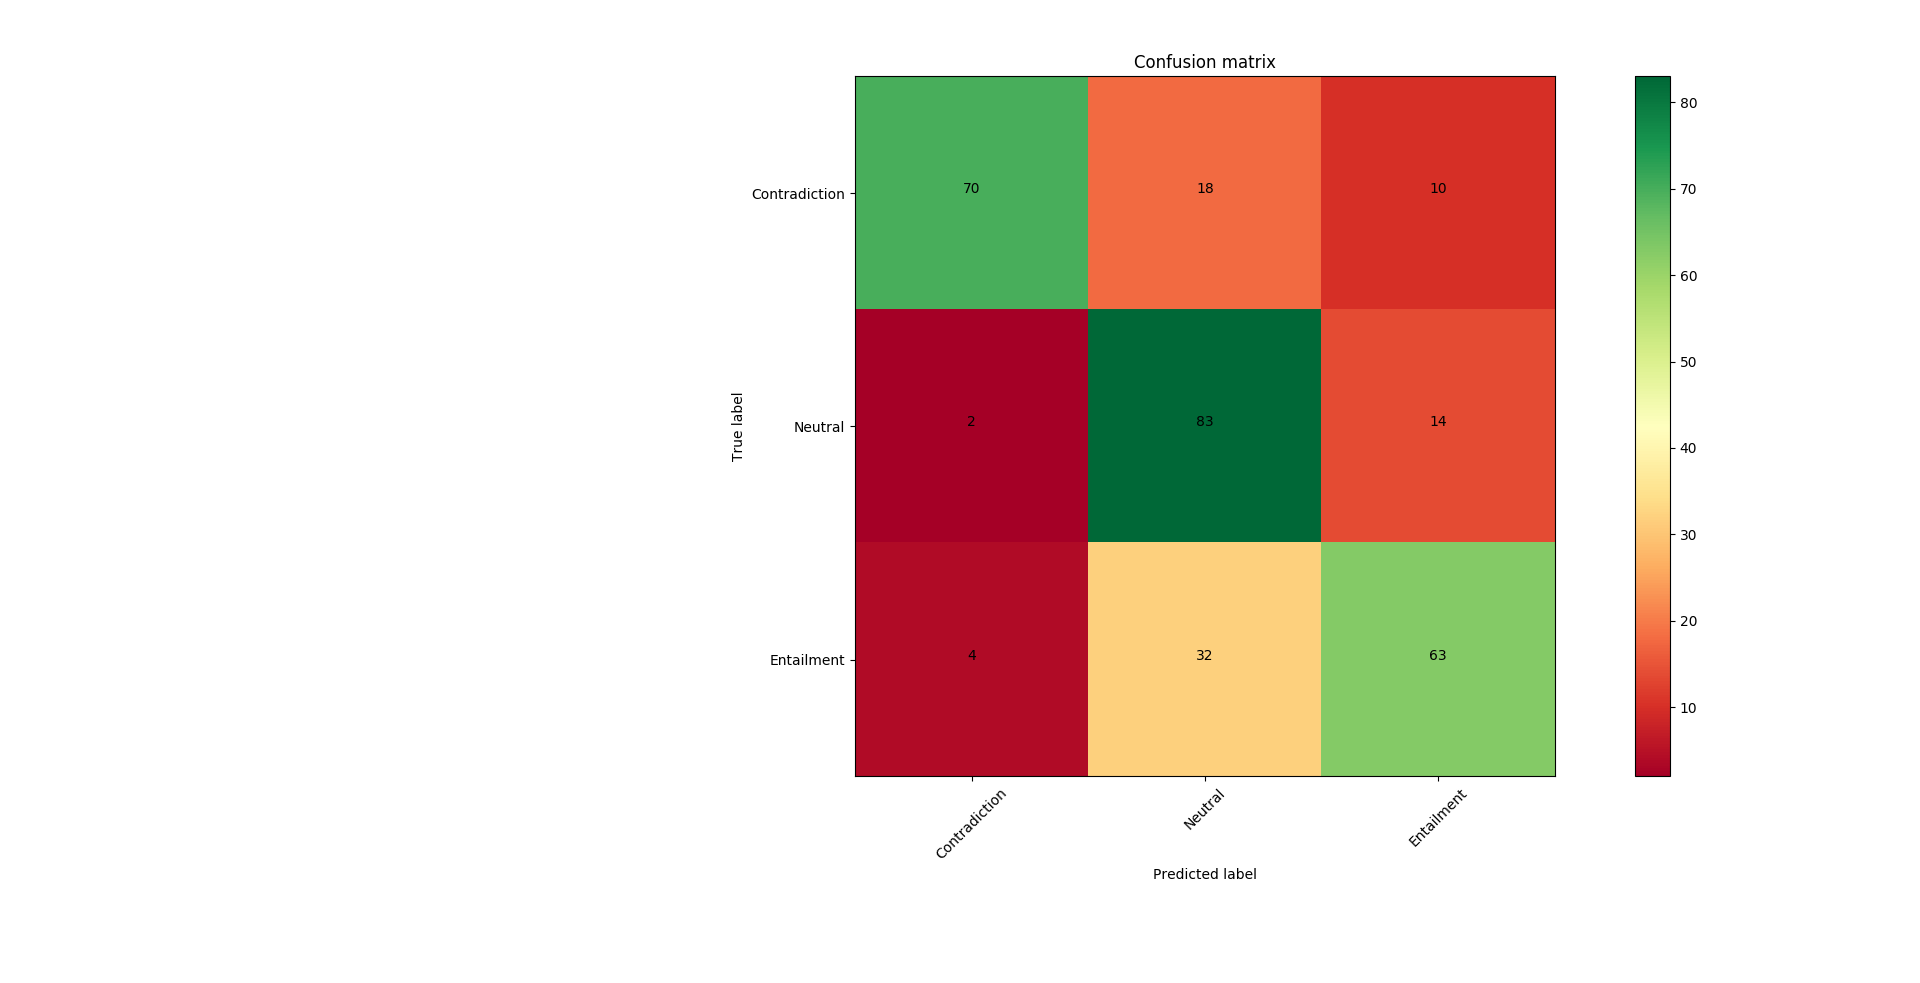 Confusion matrix
True label
Contradiction 70 18 10
Neutral 2 83 14
Entailment 4 32 63
Contradiction Neutral Entailment
Predicted label
80
70
60
50
40
30
20
10